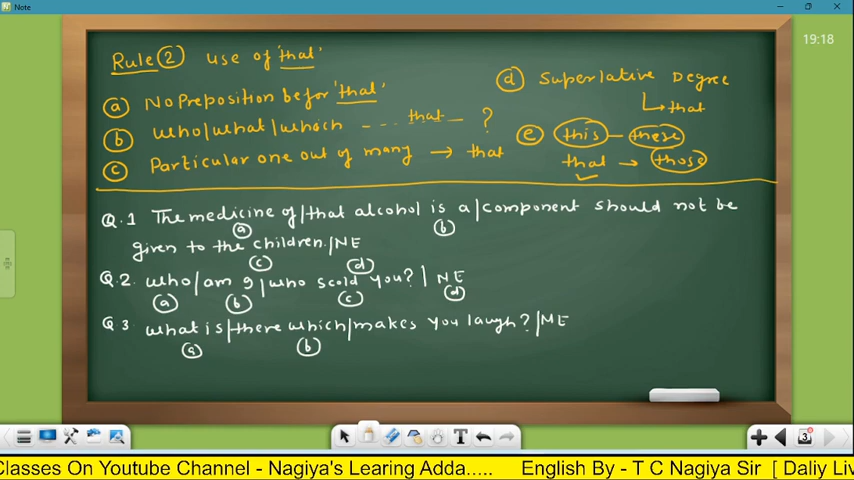 Note
19:18
Rule ② use of 'that'
ⓐ No Preposition befor 'that'
ⓑ who/what/which --- that --- ?
ⓒ Particular one out of many → that
ⓓ Superlative Degree
↳ that
ⓔ this - these
that → those
Q.1 The medicine of/that alcohol is a/component should not be
ⓐ ⓑ
given to the children./NE
ⓒ ⓓ
Q.2. who/am I/who scold you?/ NE
ⓐ ⓑ ⓒ ⓓ
Q 3 what is/there which/makes you laugh?/NE
ⓐ ⓑ
T
3
Classes On Youtube Channel - Nagiya's Learing Adda..... English By - T C Nagiya Sir [ Daliy Liv